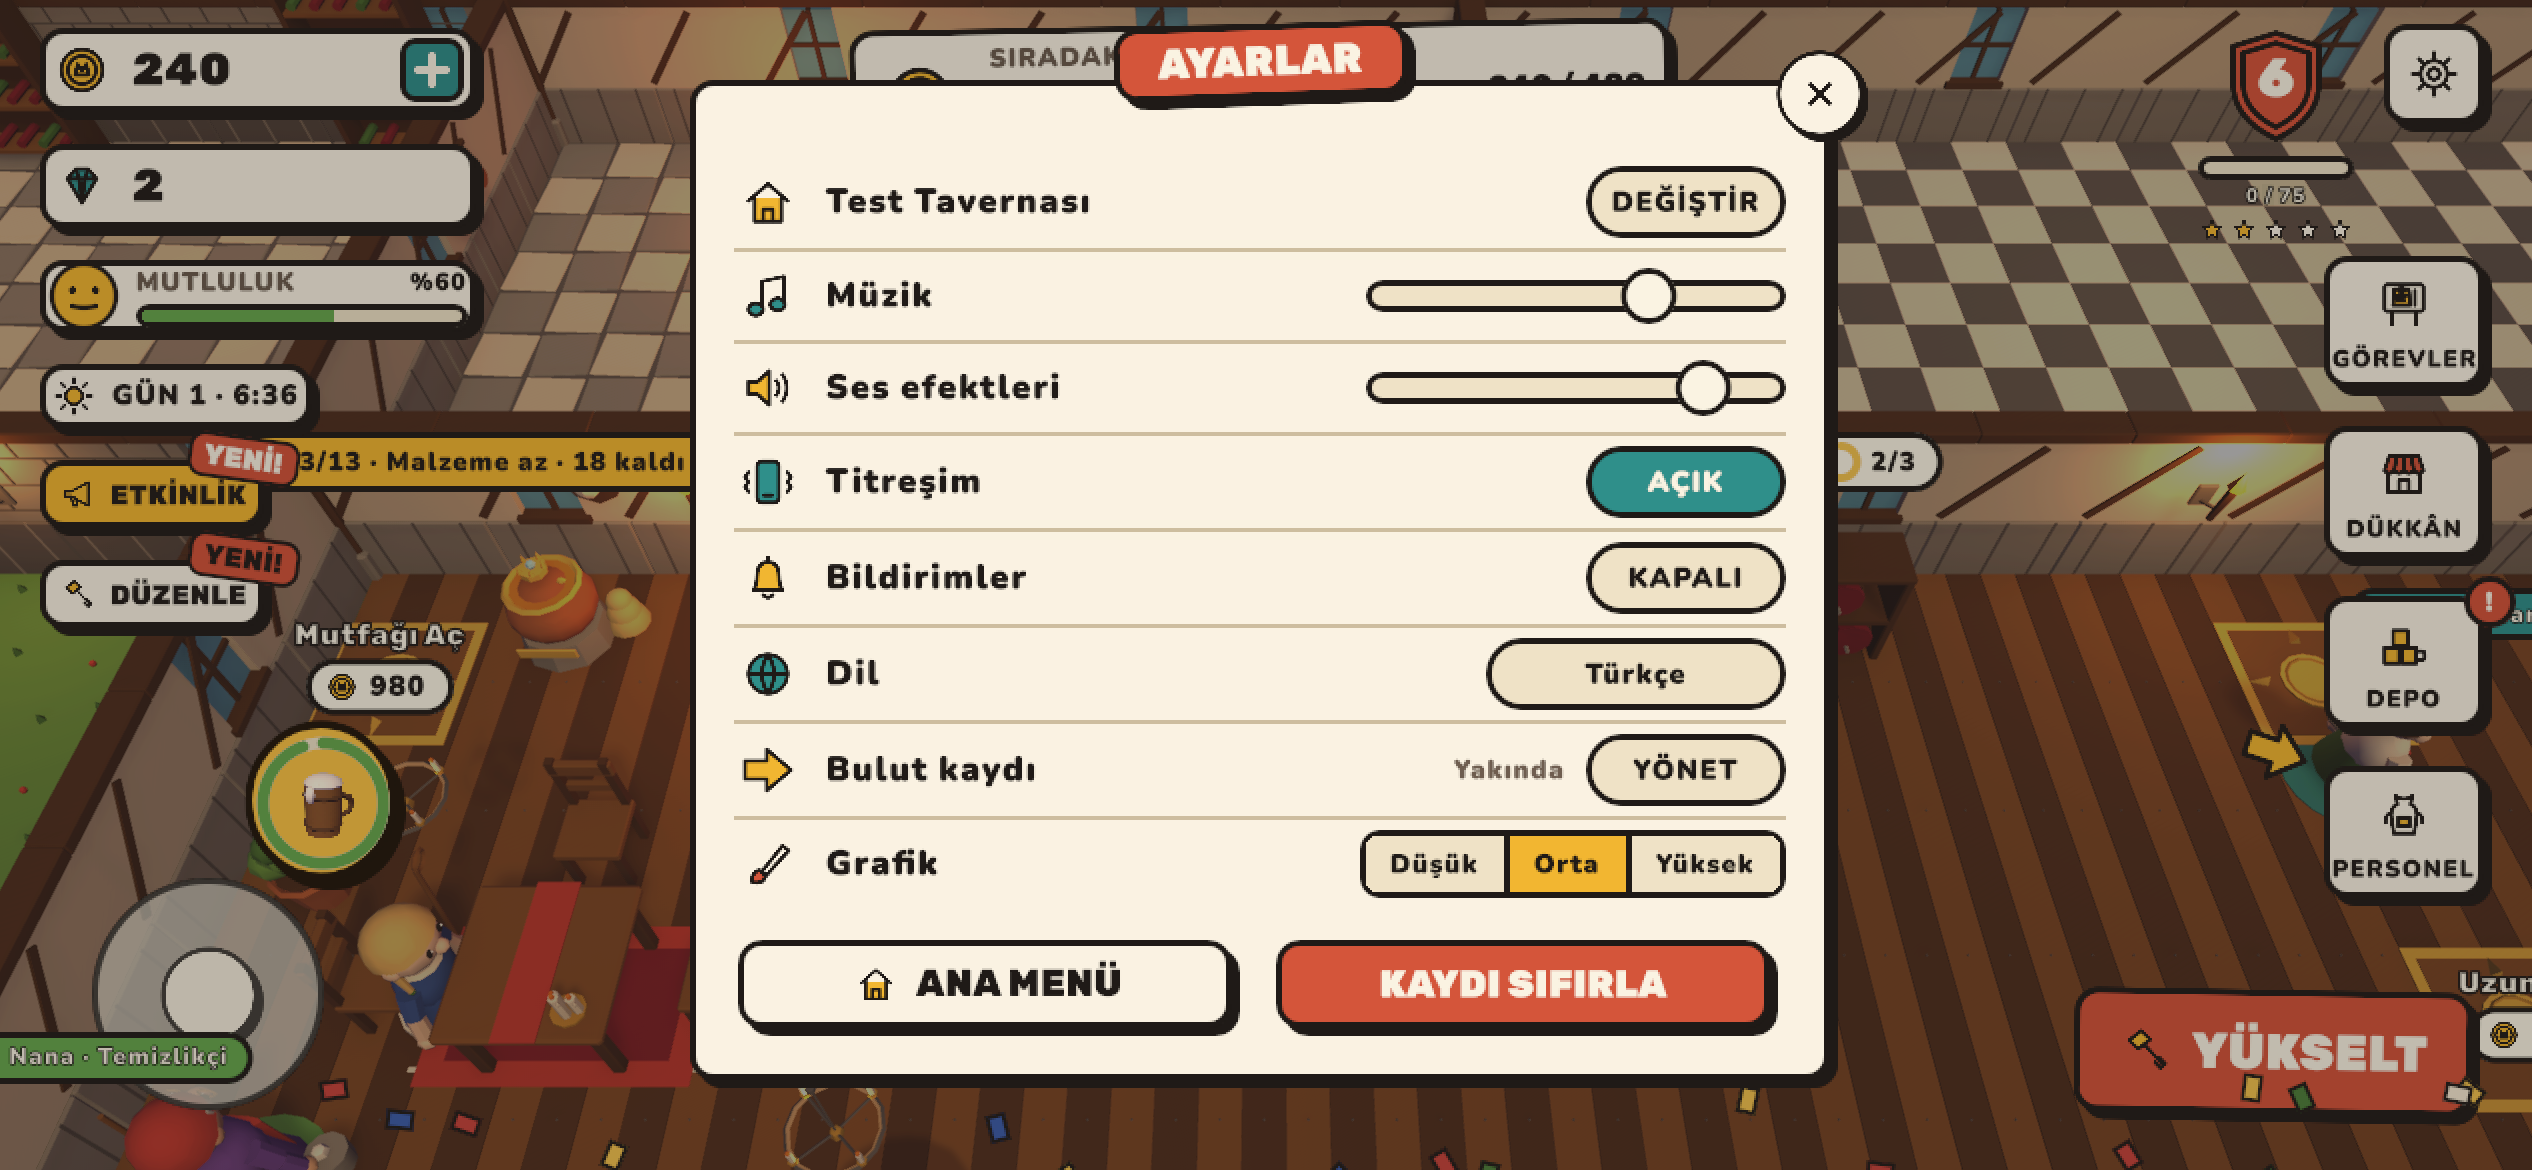 240
2
MUTLULUK %60
GÜN 1 · 6:36
YENİ!
ETKİNLİK
3/13 · Malzeme az · 18 kaldı
YENİ!
DÜZENLE
Mutfağı Aç
980
Nana · Temizlikçi
AYARLAR
Test Tavernası DEĞİŞTİR
Müzik
Ses efektleri
Titreşim AÇIK
Bildirimler KAPALI
Dil Türkçe
Bulut kaydı Yakında YÖNET
Grafik Düşük Orta Yüksek
ANA MENÜ KAYDI SIFIRLA
6
0/75
GÖREVLER
2/3
DÜKKÂN
!
DEPO
PERSONEL
YÜKSELT